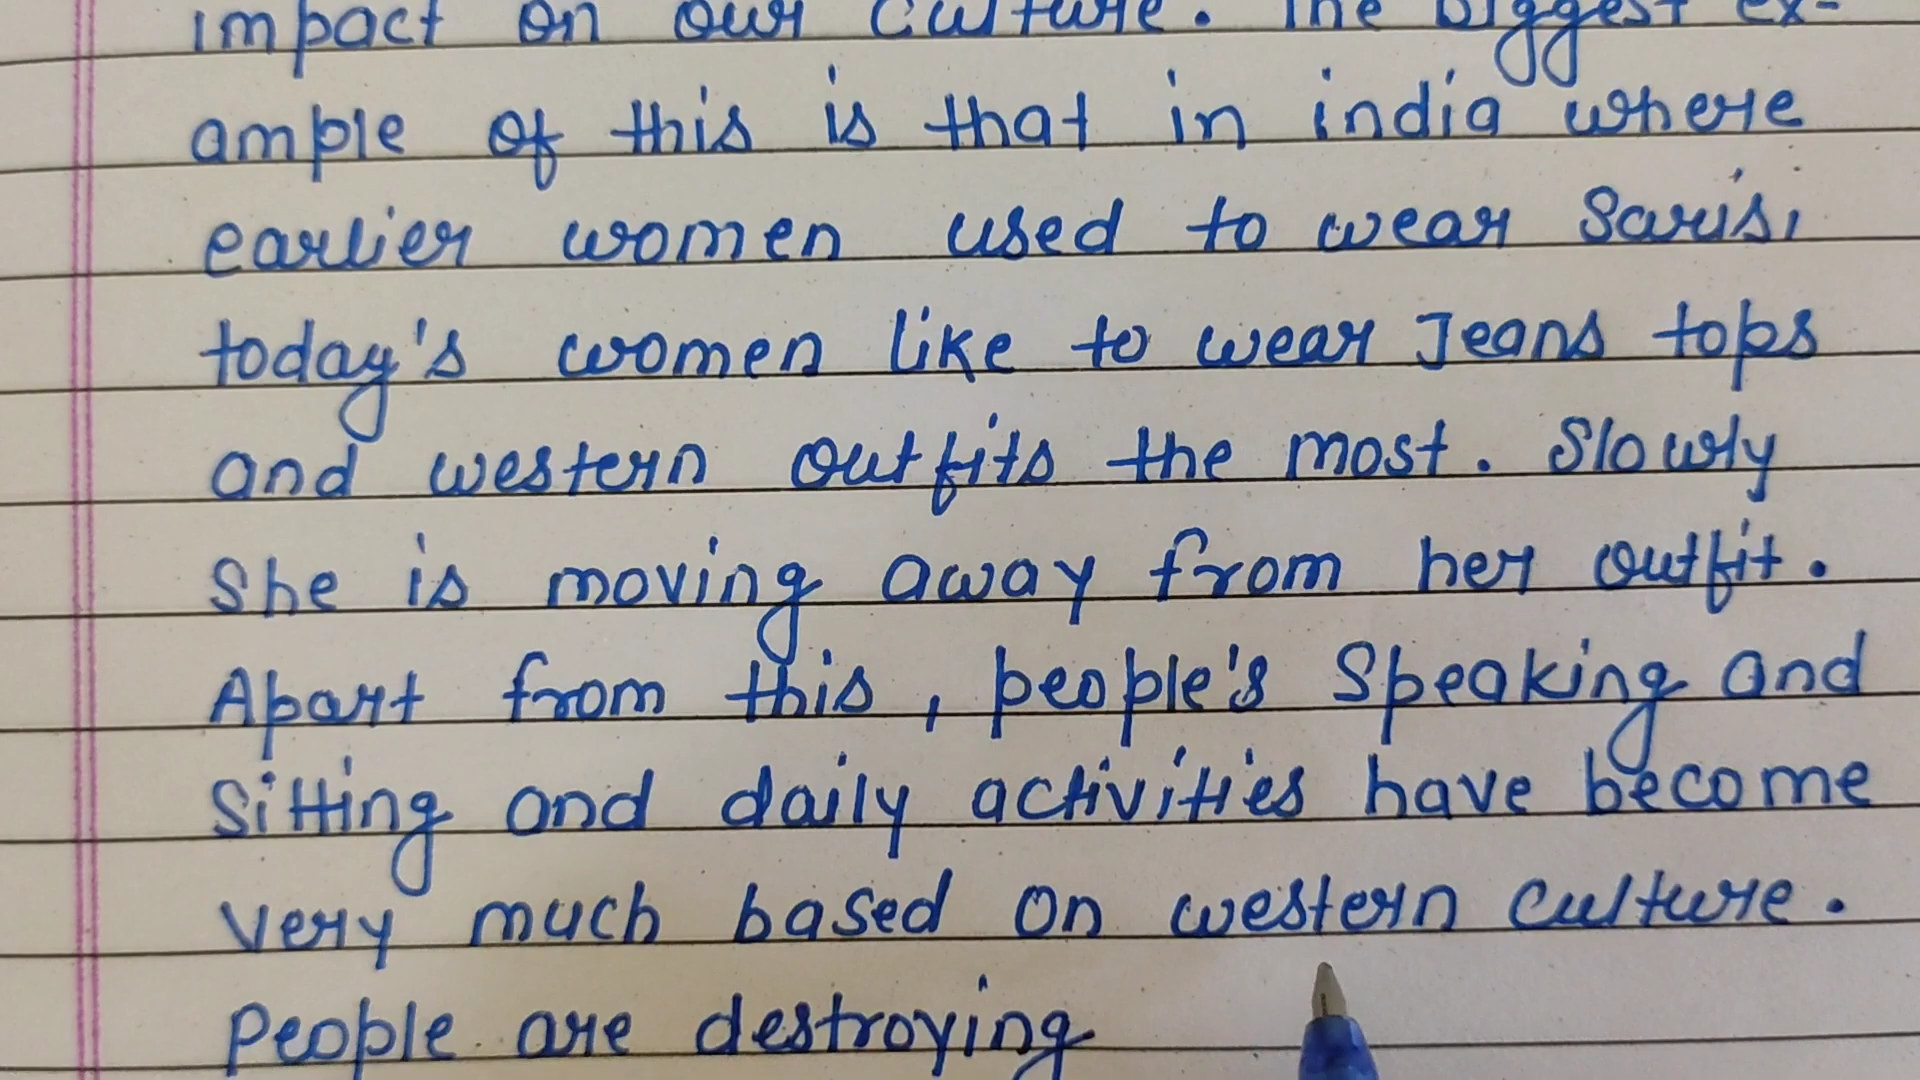 impact on our culture. The biggest ex-
ample of this is that in india where
earlier women used to wear Saris,
today's women like to wear Jeans tops
and western outfits the most. Slowly
She is moving away from her outfit.
Apart from this, people's Speaking and
Sitting and daily activities have become
very much based on western culture.
People are destroying